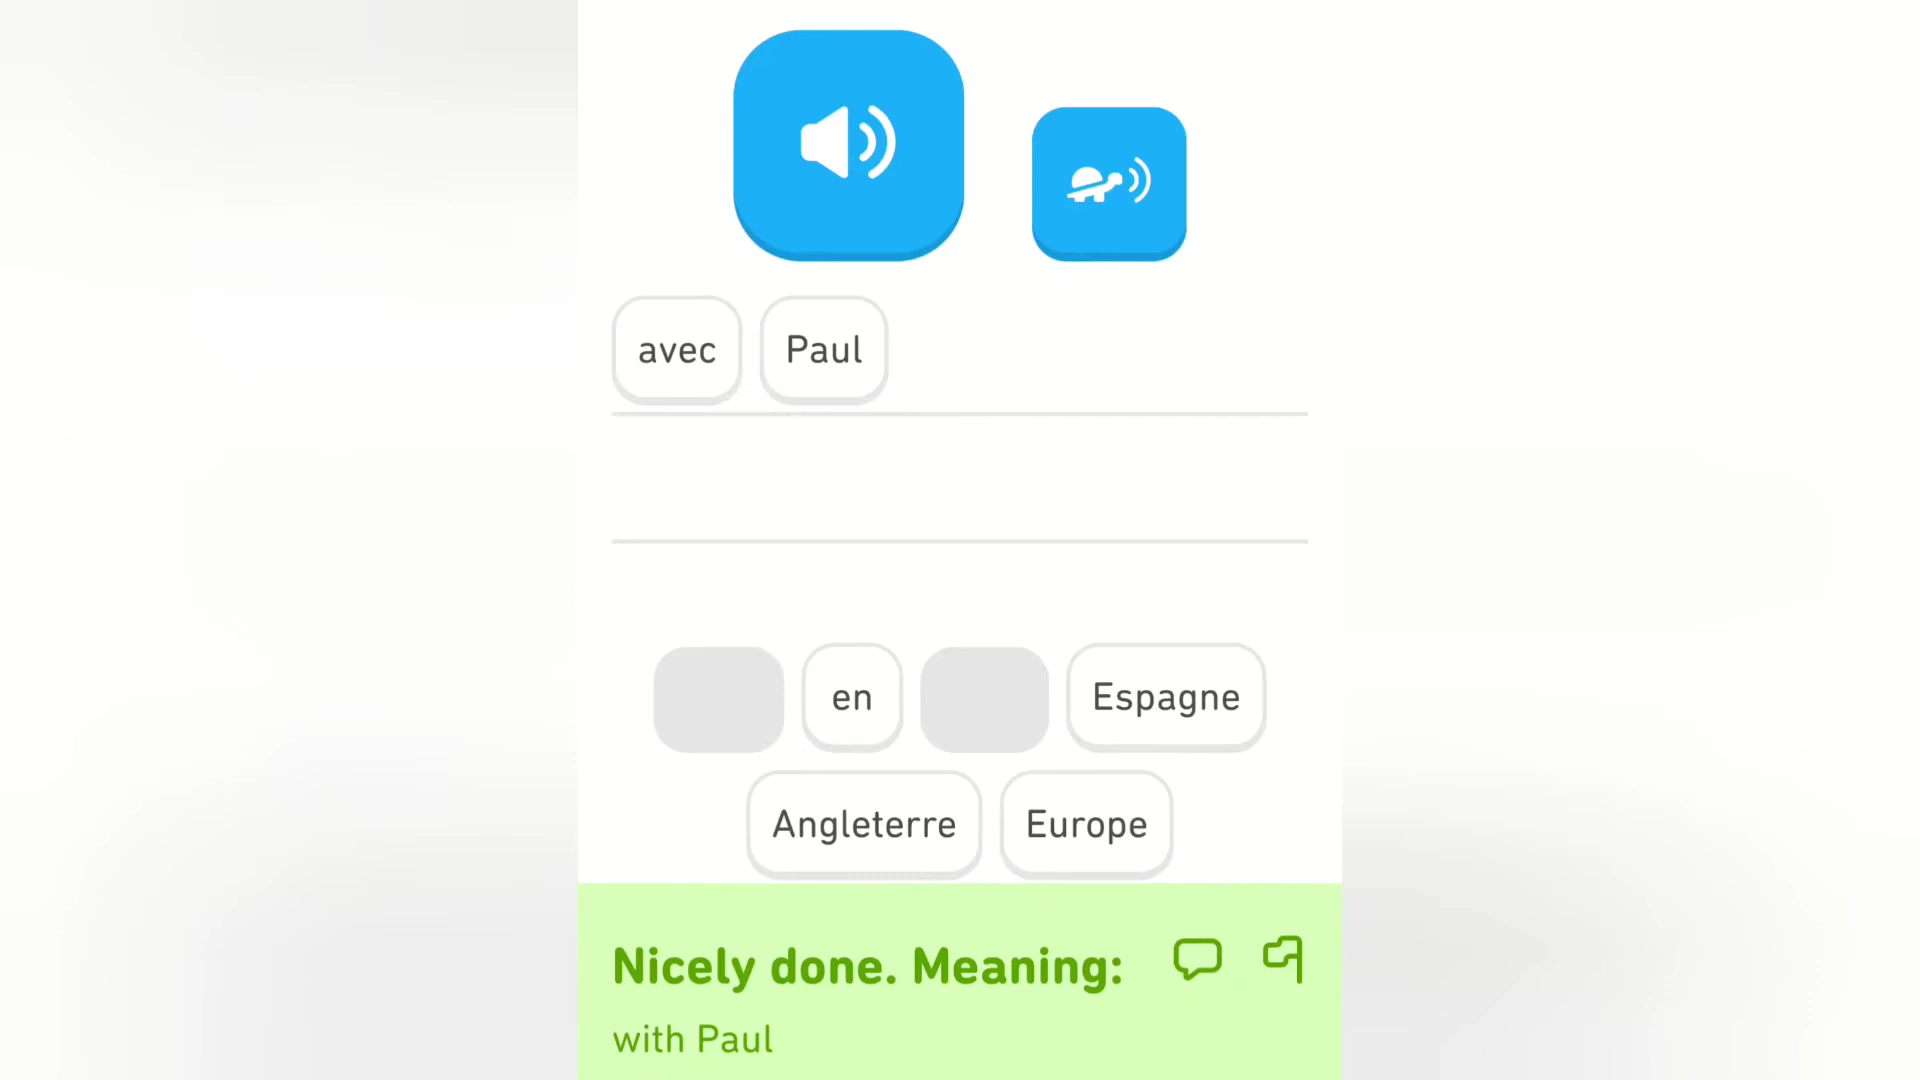 avec Paul
en Espagne
Angleterre Europe
Nicely done. Meaning:
with Paul